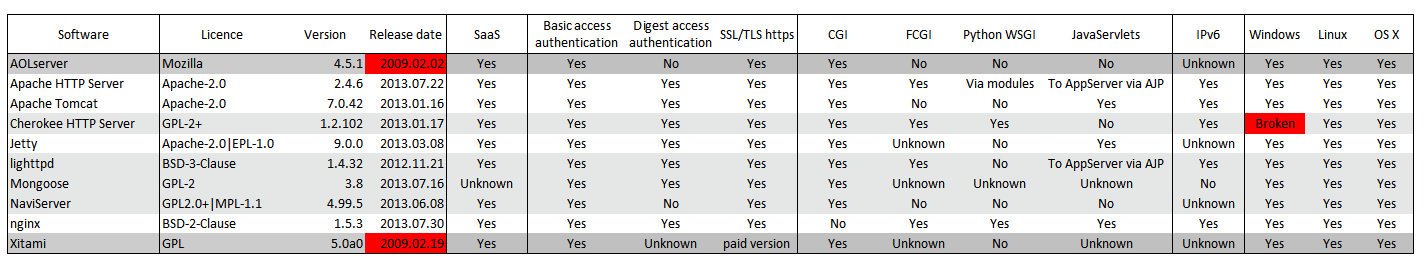 Software Licence Version Release date SaaS Basic access authentication Digest access authentication SSL/TLS https CGI FCGI Python WSGI JavaServlets IPv6 Windows Linux OS X
AOLserver Mozilla 4.5.1 2009.02.02 Yes Yes No Yes Yes No No No Unknown Yes Yes Yes
Apache HTTP Server Apache-2.0 2.4.6 2013.07.22 Yes Yes Yes Yes Yes Yes Via modules To AppServer via AJP Yes Yes Yes Yes
Apache Tomcat Apache-2.0 7.0.42 2013.01.16 Yes Yes Yes Yes Yes No No Yes Yes Yes Yes Yes
Cherokee HTTP Server GPL-2+ 1.2.102 2013.01.17 Yes Yes Yes Yes Yes Yes Yes No Yes Broken Yes Yes
Jetty Apache-2.0|EPL-1.0 9.0.0 2013.03.08 Yes Yes Yes Yes Yes Unknown No Yes Unknown Yes Yes Yes
lighttpd BSD-3-Clause 1.4.32 2012.11.21 Yes Yes Yes Yes Yes Yes No To AppServer via AJP Yes Yes Yes Yes
Mongoose GPL-2 3.8 2013.07.16 Unknown Yes Yes Yes Yes Unknown Unknown Unknown No Yes Yes Yes
NaviServer GPL2.0+|MPL-1.1 4.99.5 2013.06.08 Yes Yes No Yes Yes No No No Unknown Yes Yes Yes
nginx BSD-2-Clause 1.5.3 2013.07.30 Yes Yes Yes Yes No Yes Yes Yes Yes Yes Yes Yes
Xitami GPL 5.0a0 2009.02.19 Yes Yes Unknown paid version Yes Unknown No Unknown Unknown Yes Yes Yes